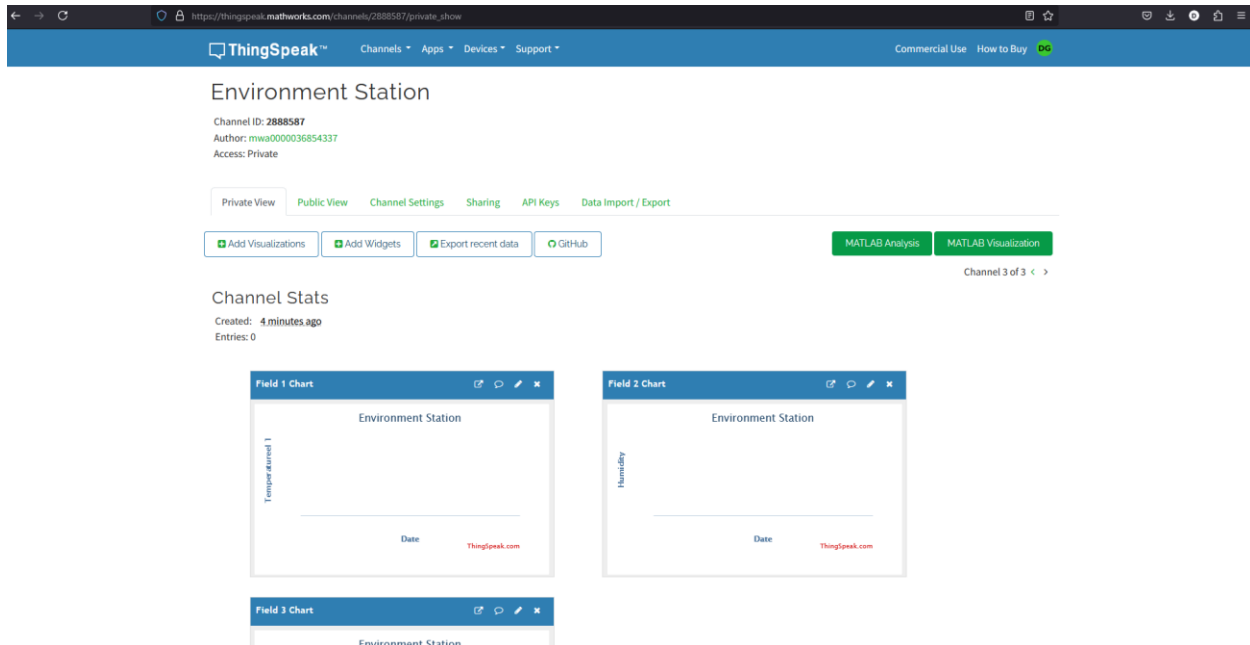 https://thingspeak.mathworks.com/channels/2888587/private_show
ThingSpeak™ Channels Apps Devices Support Commercial Use How to Buy DG
Environment Station
Channel ID: 2888587
Author: mwa0000036854337
Access: Private
Private View Public View Channel Settings Sharing API Keys Data Import / Export
Add Visualizations Add Widgets Export recent data GitHub MATLAB Analysis MATLAB Visualization
Channel 3 of 3 < >
Channel Stats
Created: 4 minutes ago
Entries: 0
Field 1 Chart
Environment Station
Temperatureel 1
Date
ThingSpeak.com
Field 2 Chart
Environment Station
Humidity
Date
ThingSpeak.com
Field 3 Chart
Environment Station